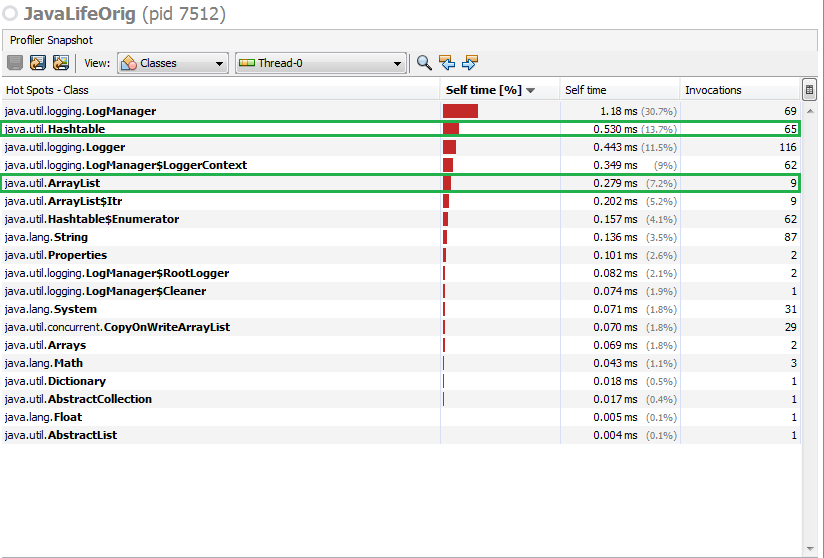 JavaLifeOrig (pid 7512)
Profiler Snapshot
View: Classes Thread-0
Hot Spots - Class Self time [%] Self time Invocations
java.util.logging.LogManager 1.18 ms (30.7%) 69
java.util.Hashtable 0.530 ms (13.7%) 65
java.util.logging.Logger 0.443 ms (11.5%) 116
java.util.logging.LogManager$LoggerContext 0.349 ms (9%) 62
java.util.ArrayList 0.279 ms (7.2%) 9
java.util.ArrayList$Itr 0.202 ms (5.2%) 9
java.util.Hashtable$Enumerator 0.157 ms (4.1%) 62
java.lang.String 0.136 ms (3.5%) 87
java.util.Properties 0.101 ms (2.6%) 2
java.util.logging.LogManager$RootLogger 0.082 ms (2.1%) 2
java.util.logging.LogManager$Cleaner 0.074 ms (1.9%) 1
java.lang.System 0.071 ms (1.8%) 31
java.util.concurrent.CopyOnWriteArrayList 0.070 ms (1.8%) 29
java.util.Arrays 0.069 ms (1.8%) 2
java.lang.Math 0.043 ms (1.1%) 3
java.util.Dictionary 0.018 ms (0.5%) 1
java.util.AbstractCollection 0.017 ms (0.4%) 1
java.lang.Float 0.005 ms (0.1%) 1
java.util.AbstractList 0.004 ms (0.1%) 1